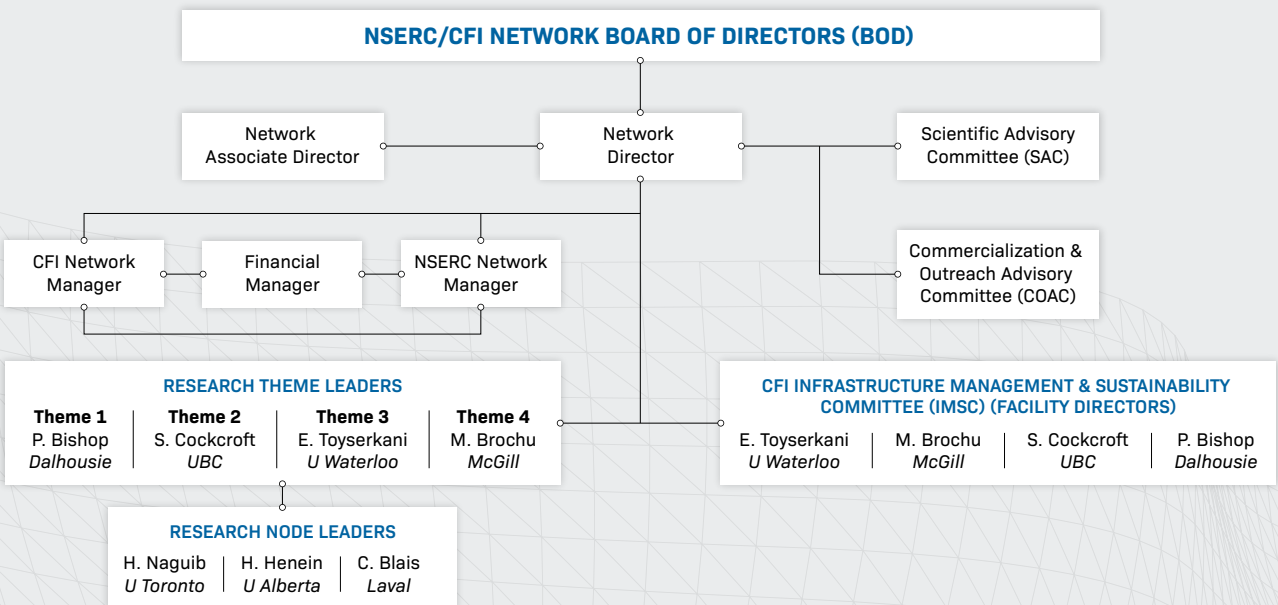 NSERC/CFI NETWORK BOARD OF DIRECTORS (BOD)
Network
Associate Director
Network
Director
Scientific Advisory
Committee (SAC)
CFI Network
Manager
Financial
Manager
NSERC Network
Manager
Commercialization &
Outreach Advisory
Committee (COAC)
RESEARCH THEME LEADERS
Theme 1
P. Bishop
Dalhousie
Theme 2
S. Cockcroft
UBC
Theme 3
E. Toyserkani
U Waterloo
Theme 4
M. Brochu
McGill
CFI INFRASTRUCTURE MANAGEMENT & SUSTAINABILITY
COMMITTEE (IMSC) (FACILITY DIRECTORS)
E. Toyserkani
U Waterloo
M. Brochu
McGill
S. Cockcroft
UBC
P. Bishop
Dalhousie
RESEARCH NODE LEADERS
H. Naguib
U Toronto
H. Henein
U Alberta
C. Blais
Laval